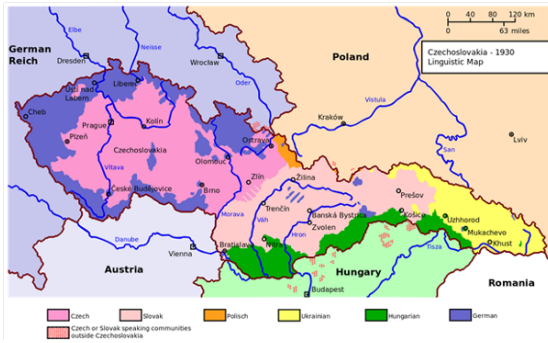 0 40 80 120 km
0 63 miles
Czechoslovakia - 1930
Linguistic Map
German
Reich
Elbe
Neisse
Dresden
Wrocław
Oder
Poland
Vistula
Kraków
San
Lviv
Ústí nad
Labem
Liberec
Cheb
Prague
Kolín
Plzeň
Czechoslovakia
Ostrava
Olomouc
Vltava
České Budějovice
Brno
Zlín
Žilina
Prešov
Morava
Trenčín
Váh
Banská Bystrica
Košice
Uzhhorod
Hron
Zvolen
Mukachevo
Khust
Danube
Vienna
Bratislava
Nitra
Tisza
Austria
Hungary
Budapest
Romania
Czech
Slovak
Polisch
Ukrainian
Hungarian
German
Czech or Slovak speaking communities
outside Czechoslovakia